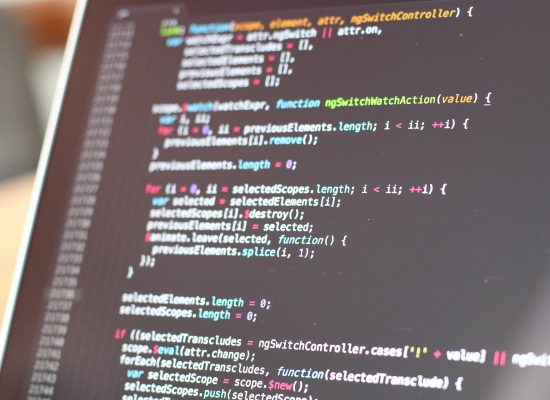 function(scope, element, attr, ngSwitchController) {
var watchExpr = attr.ngSwitch || attr.on,
selectedTranscludes = [],
selectedElements = [],
previousElements = [],
selectedScopes = [];
scope.$watch(watchExpr, function ngSwitchWatchAction(value) {
var i, ii;
for (i = 0, ii = previousElements.length; i < ii; ++i) {
previousElements[i].remove();
}
previousElements.length = 0;
for (i = 0, ii = selectedScopes.length; i < ii; ++i) {
var selected = selectedElements[i];
selectedScopes[i].$destroy();
previousElements[i] = selected;
$animate.leave(selected, function() {
previousElements.splice(i, 1);
});
}
selectedElements.length = 0;
selectedScopes.length = 0;
if ((selectedTranscludes = ngSwitchController.cases["!" + value] ||
scope.$eval(attr.change);
forEach(selectedTranscludes, function(selectedTransclude) {
var selectedScope = scope.$new();
selectedScopes.push(selectedScope);